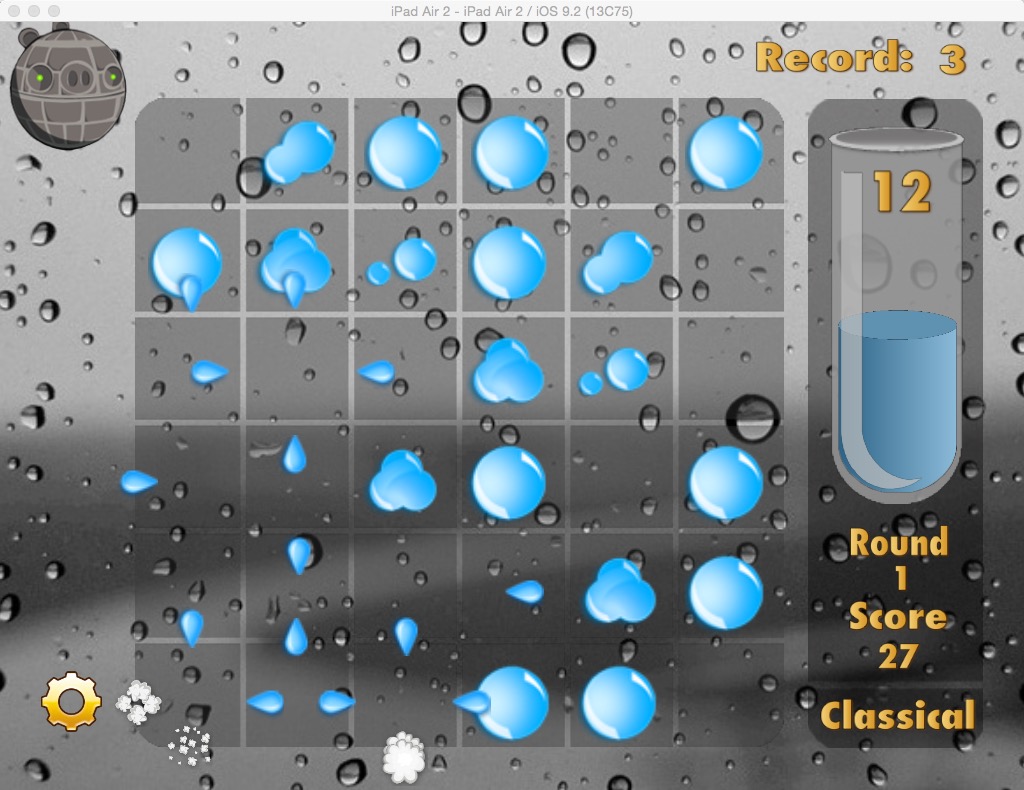 iPad Air 2 - iPad Air 2 / iOS 9.2 (13C75)
Record: 3
12
Round
1
Score
27
Classical